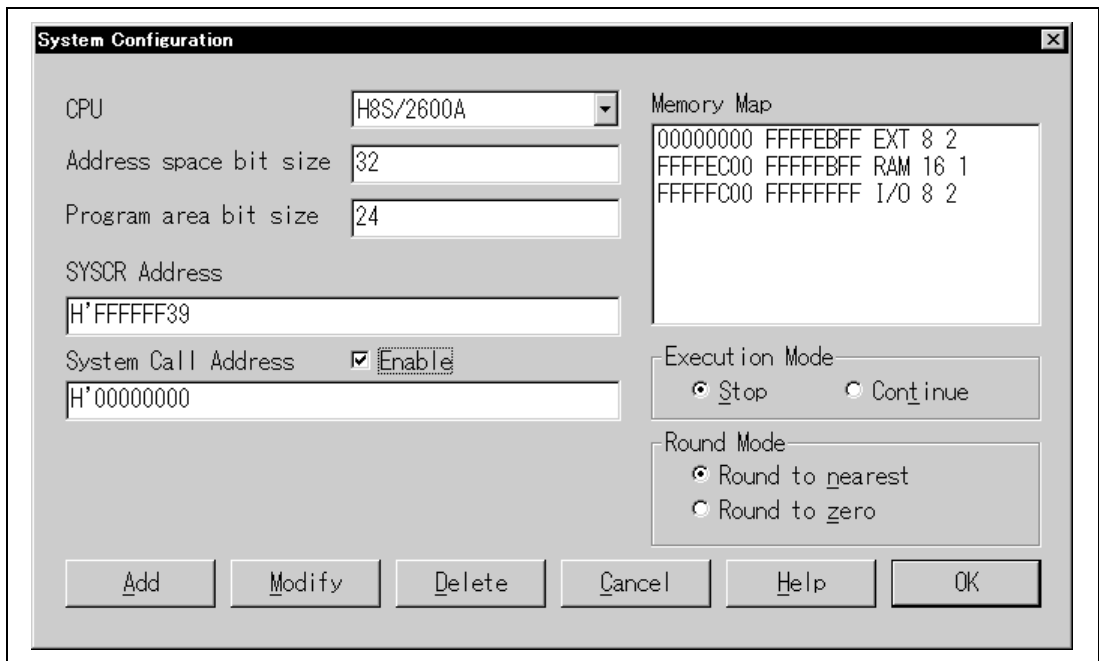 System Configuration
CPU
H8S/2600A
Address space bit size
32
Program area bit size
24
SYSCR Address
H'FFFFFF39
System Call Address
Enable
H'00000000
Memory Map
00000000 FFFFEBFF EXT 8 2
FFFFEC00 FFFFFBFF RAM 16 1
FFFFFC00 FFFFFFFF I/O 8 2
Execution Mode
Stop
Continue
Round Mode
Round to nearest
Round to zero
Add
Modify
Delete
Cancel
Help
OK